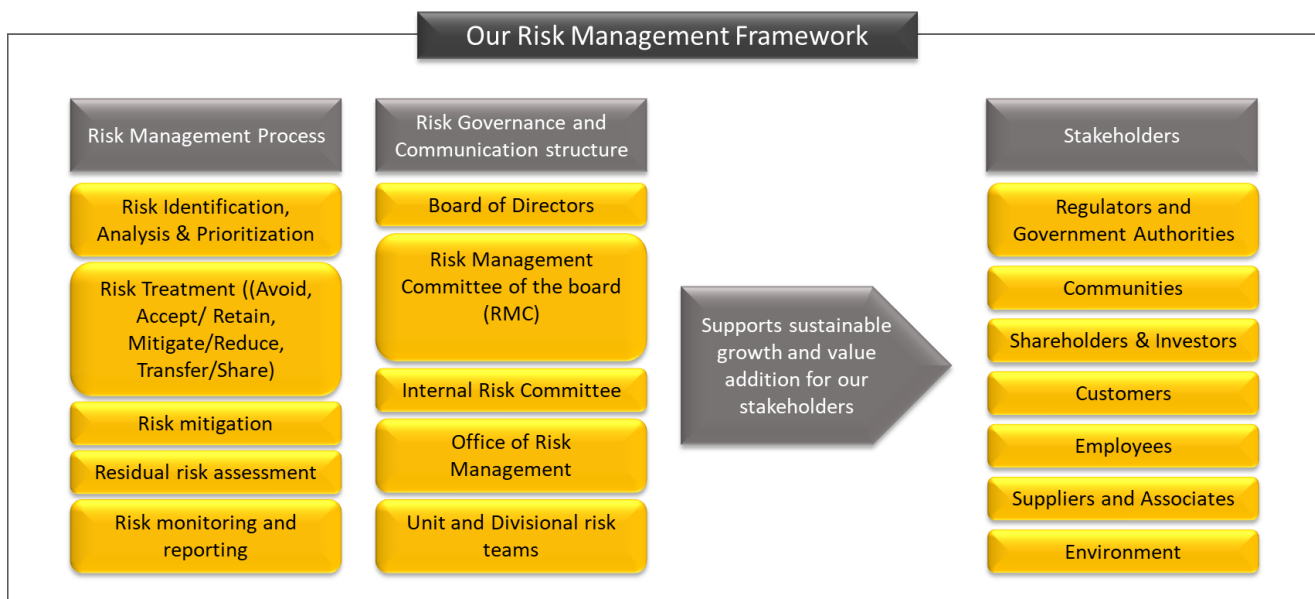 Our Risk Management Framework
Risk Management Process
Risk Identification,
Analysis & Prioritization
Risk Treatment ((Avoid,
Accept/ Retain,
Mitigate/Reduce,
Transfer/Share)
Risk mitigation
Residual risk assessment
Risk monitoring and
reporting
Risk Governance and
Communication structure
Board of Directors
Risk Management
Committee of the board
(RMC)
Internal Risk Committee
Office of Risk
Management
Unit and Divisional risk
teams
Supports sustainable
growth and value
addition for our
stakeholders
Stakeholders
Regulators and
Government Authorities
Communities
Shareholders & Investors
Customers
Employees
Suppliers and Associates
Environment